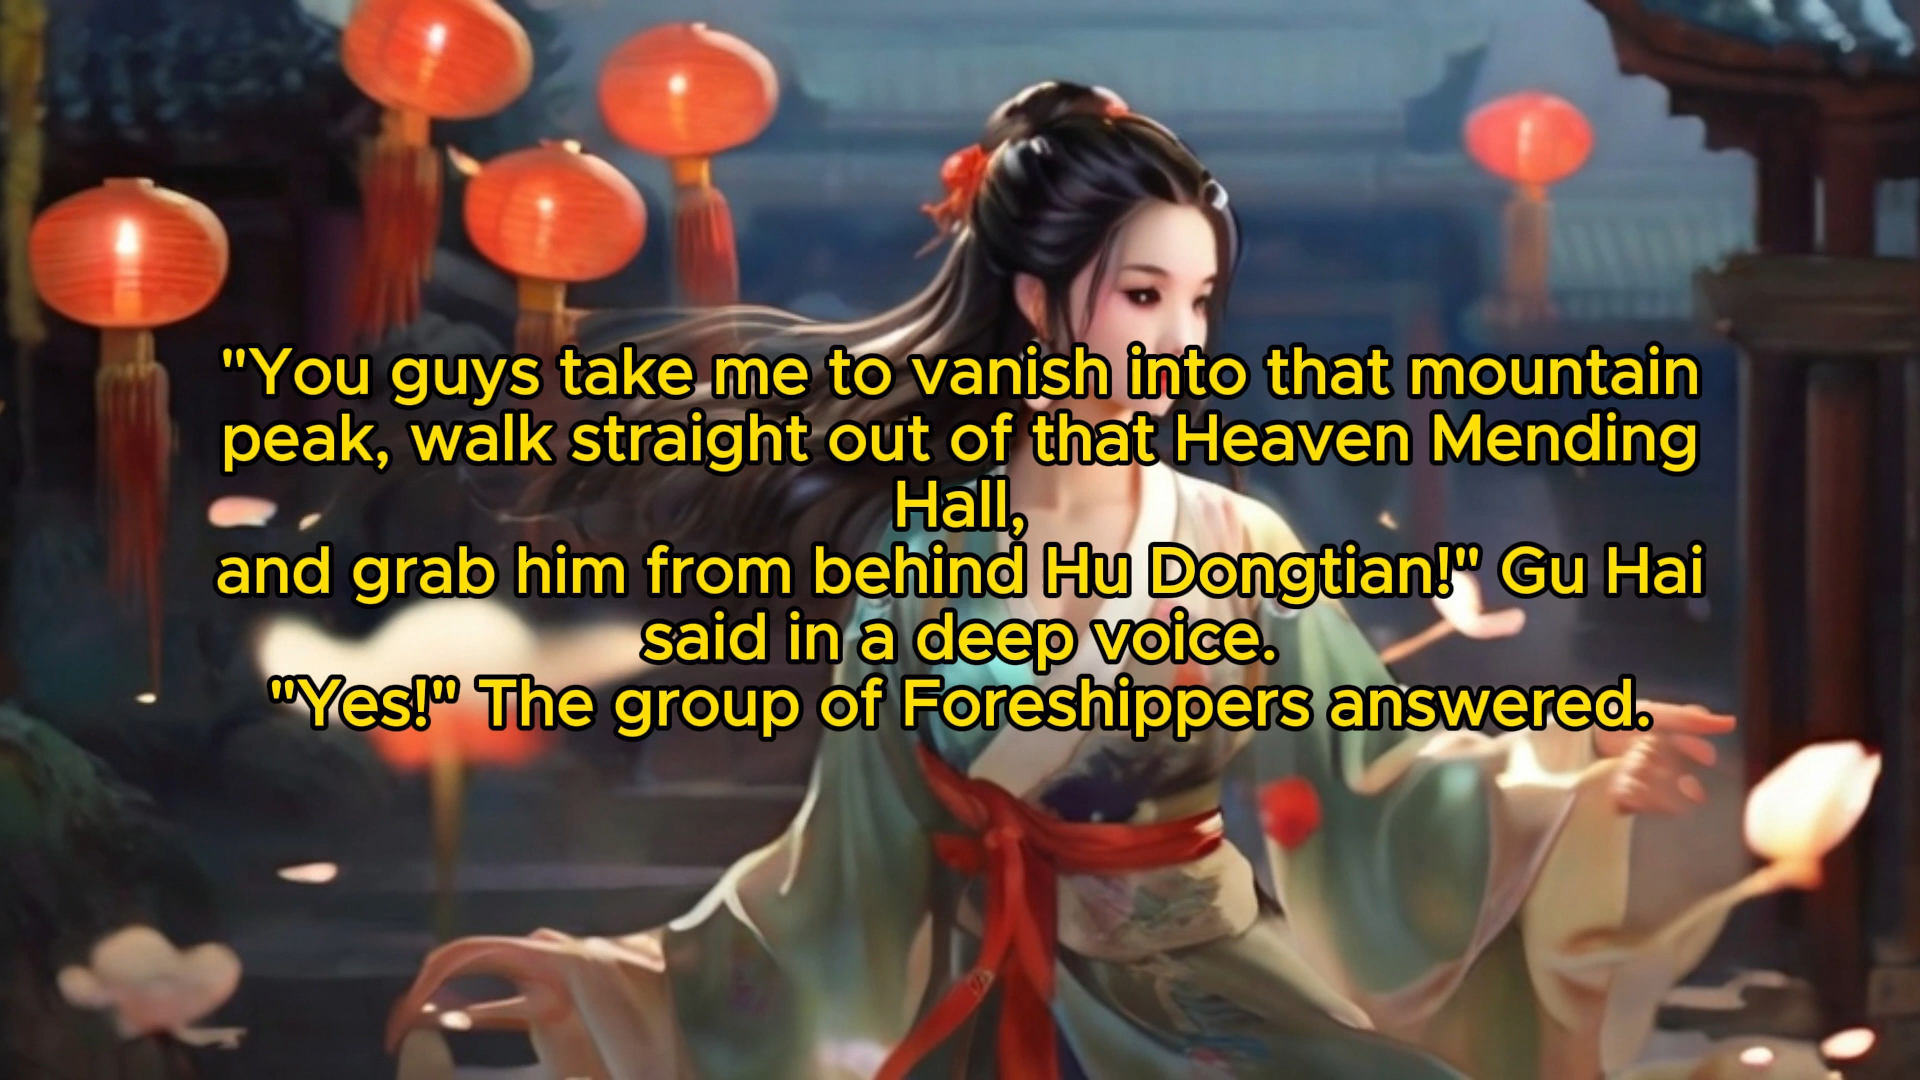 "You guys take me to vanish into that mountain
peak, walk straight out of that Heaven Mending
Hall,
and grab him from behind Hu Dongtian!" Gu Hai
said in a deep voice.
"Yes!" The group of Foreshippers answered.